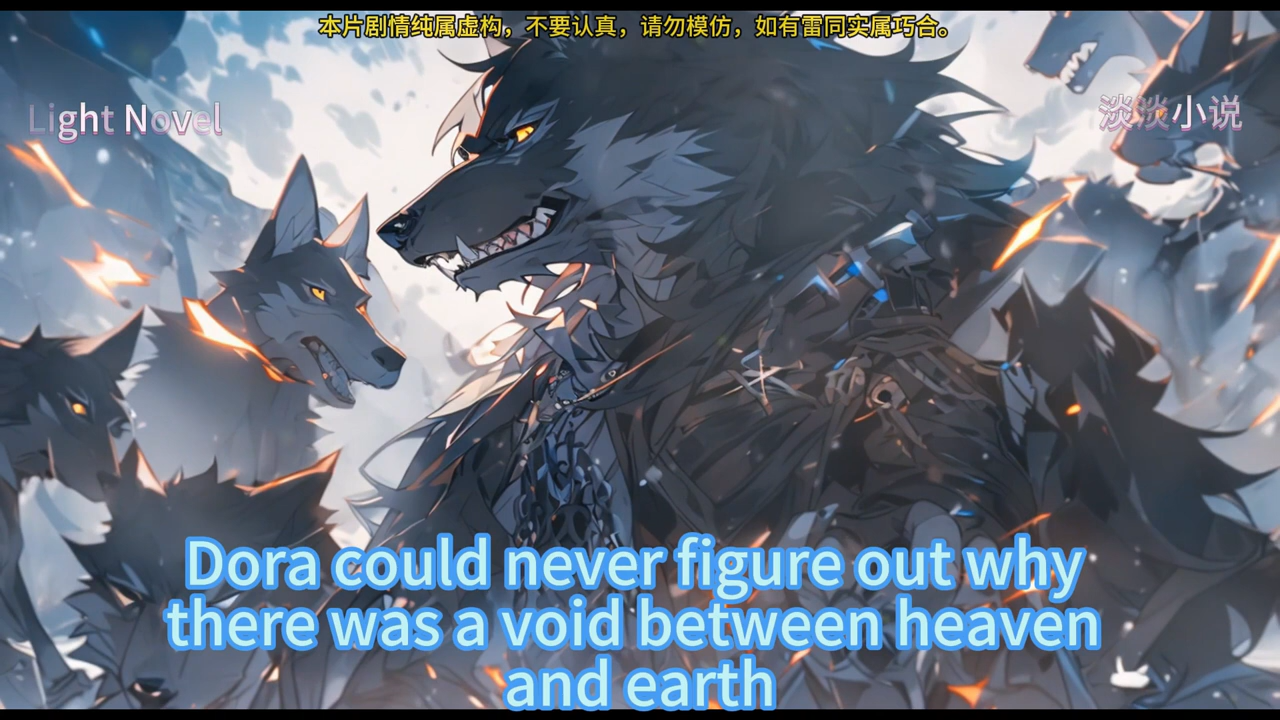 本片剧情纯属虚构，不要认真，请勿模仿，如有雷同实属巧合。
Light Novel
淡淡小说
Dora could never figure out why
there was a void between heaven
and earth